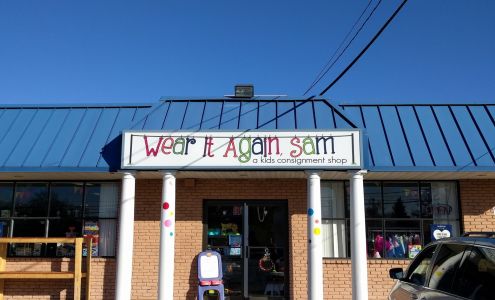 Wear it Again, Sam
a kids consignment shop